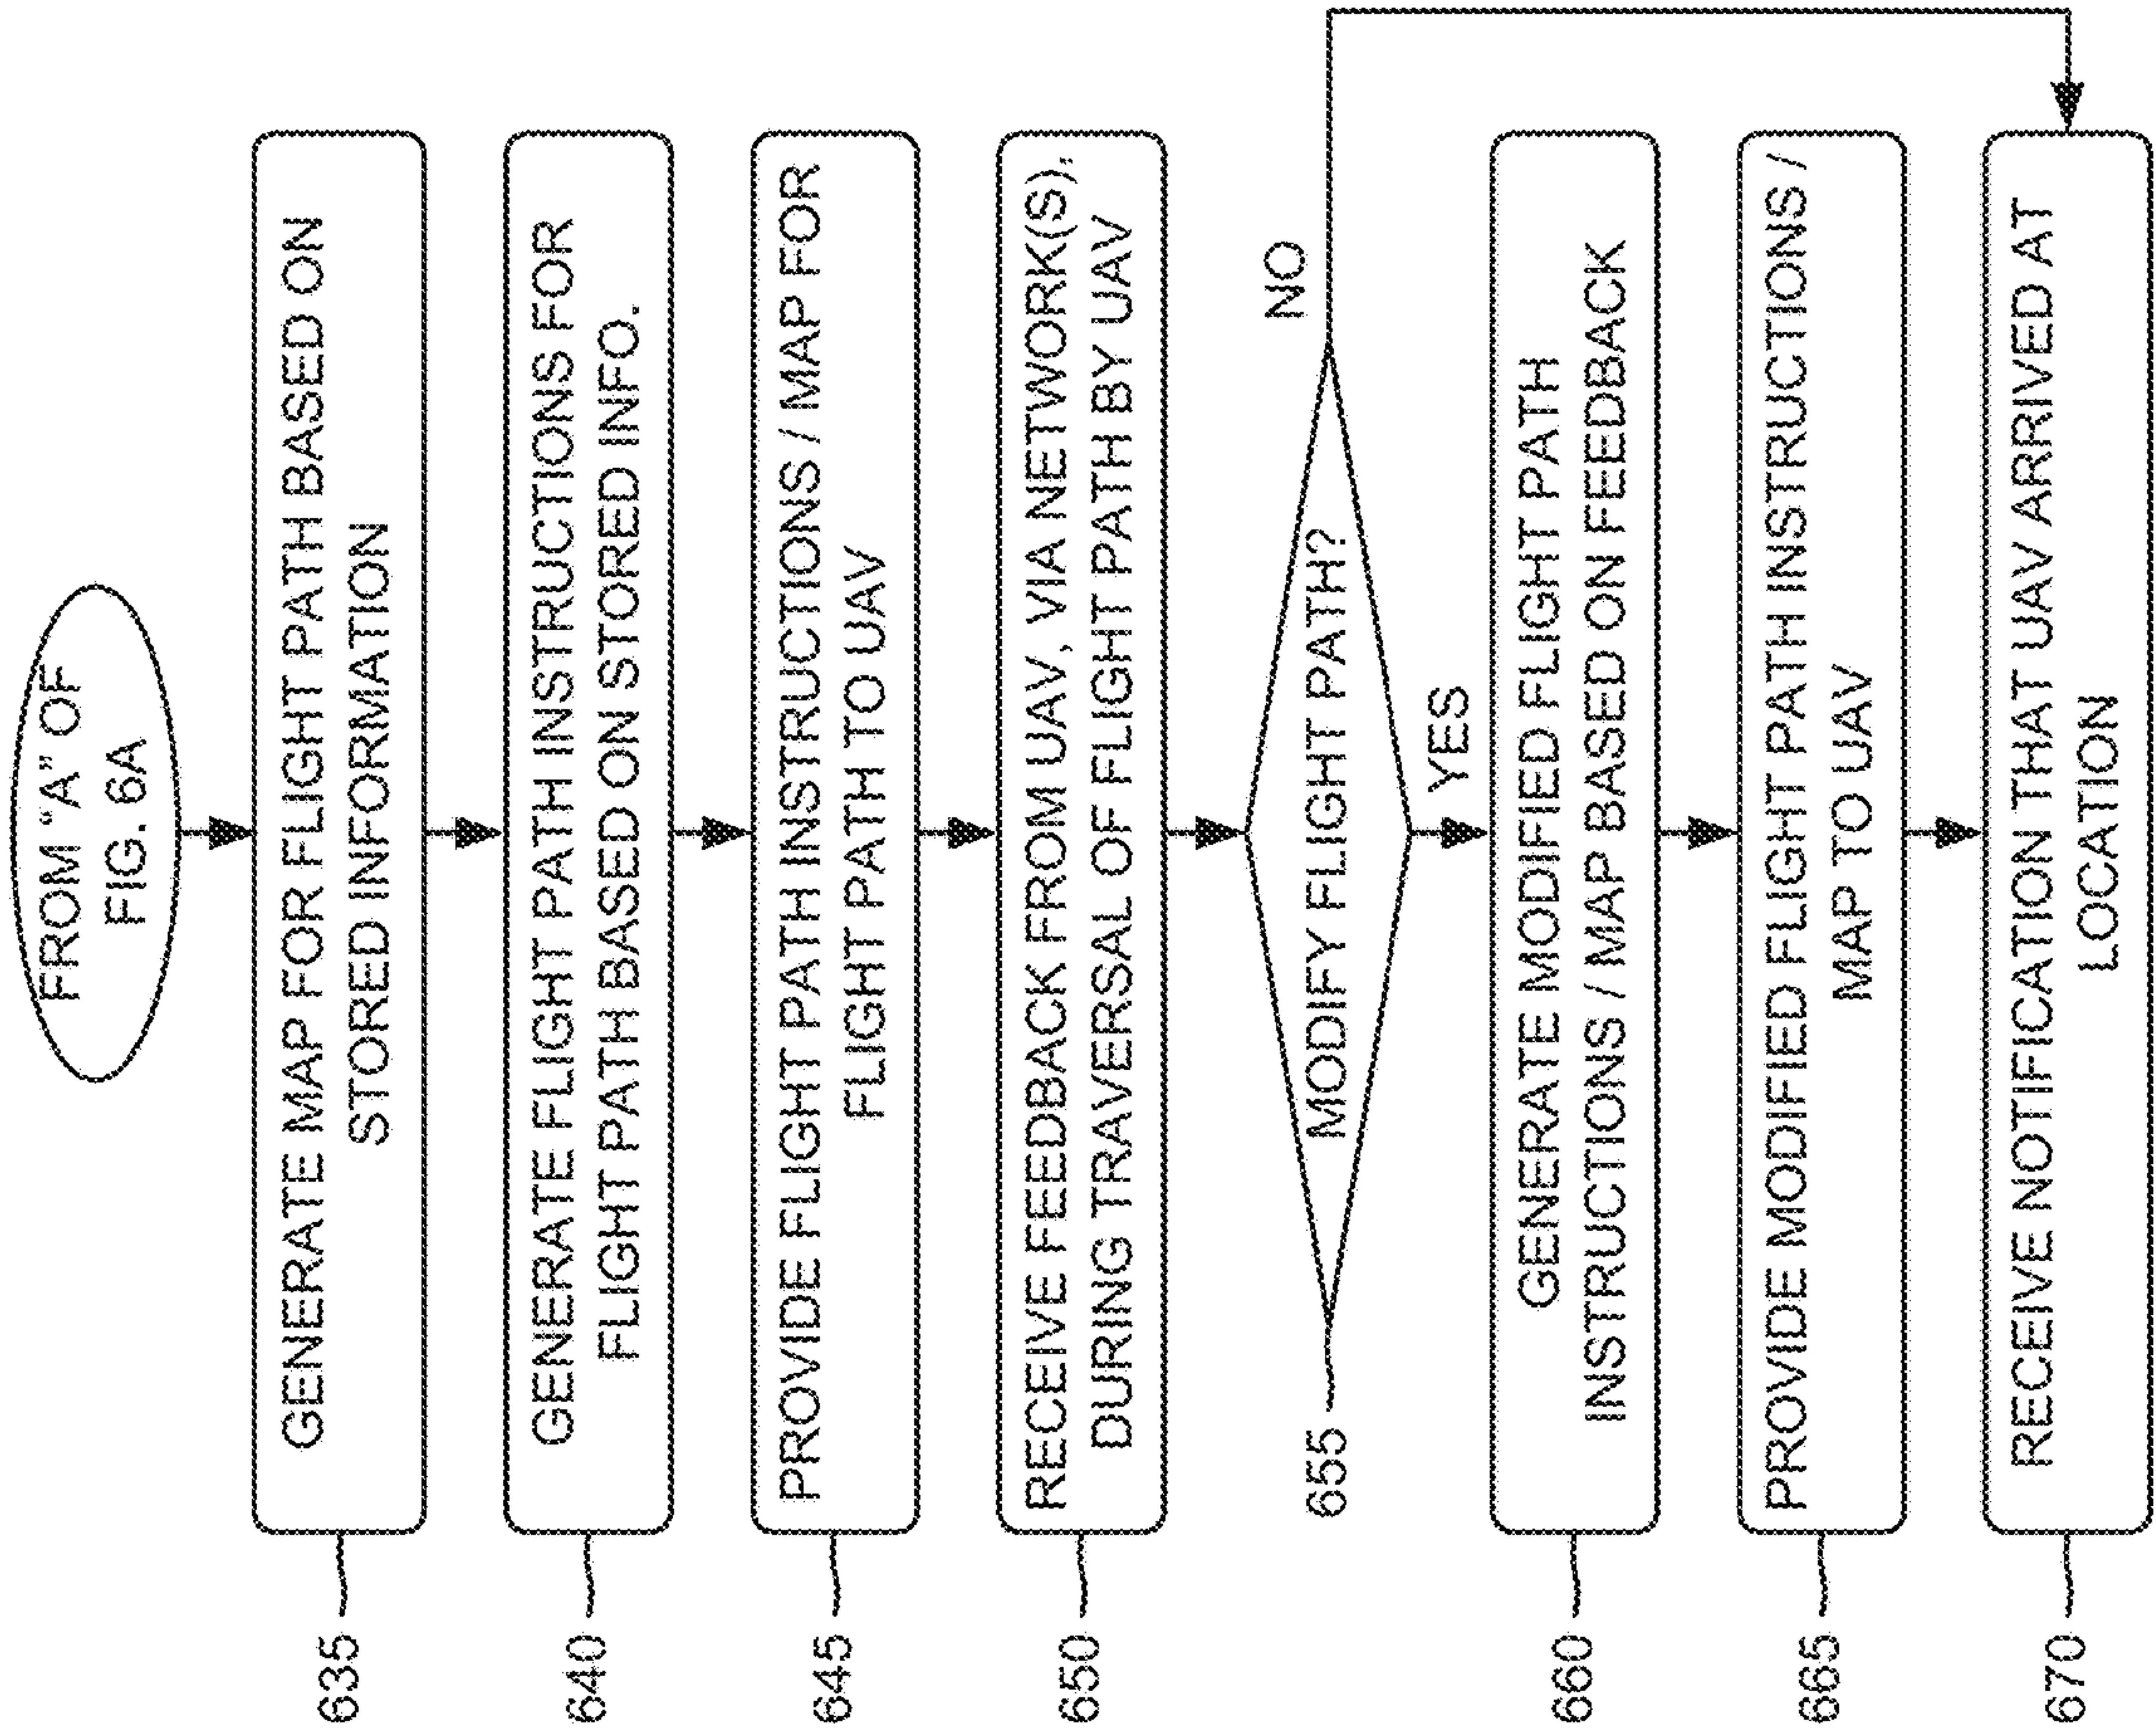 FROM "A" OF
FIG. 6A
635
GENERATE MAP FOR FLIGHT PATH BASED ON
STORED INFORMATION
640
GENERATE FLIGHT PATH INSTRUCTIONS FOR
FLIGHT PATH BASED ON STORED INFO.
645
PROVIDE FLIGHT PATH INSTRUCTIONS / MAP FOR
FLIGHT PATH TO UAV
650
RECEIVE FEEDBACK FROM UAV, VIA NETWORK(S),
DURING TRAVERSAL OF FLIGHT PATH BY UAV
655
MODIFY FLIGHT PATH?
NO
YES
660
GENERATE MODIFIED FLIGHT PATH
INSTRUCTIONS / MAP BASED ON FEEDBACK
665
PROVIDE MODIFIED FLIGHT PATH INSTRUCTIONS /
MAP TO UAV
670
RECEIVE NOTIFICATION THAT UAV ARRIVED AT
LOCATION